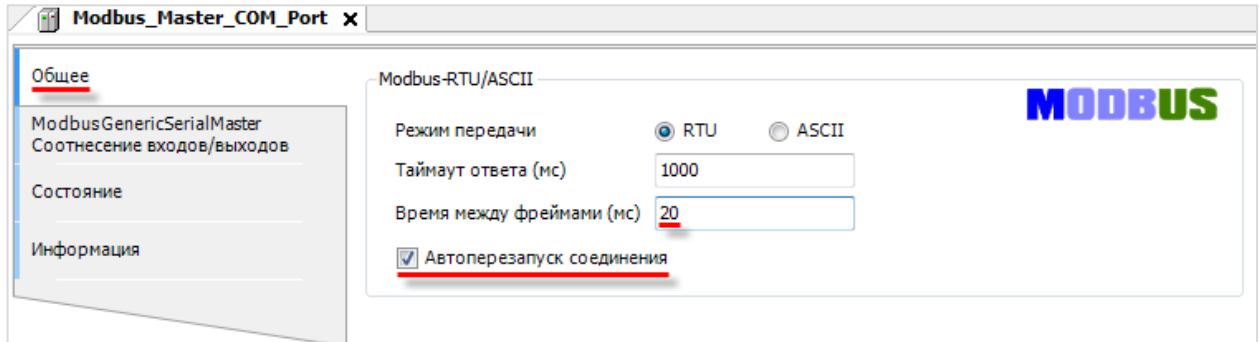 Modbus_Master_COM_Port x
Общее
ModbusGenericSerialMaster
Соотнесение входов/выходов
Состояние
Информация
Modbus-RTU/ASCII
MODBUS
Режим передачи RTU ASCII
Таймаут ответа (мс) 1000
Время между фреймами (мс) 20
Автоперезапуск соединения